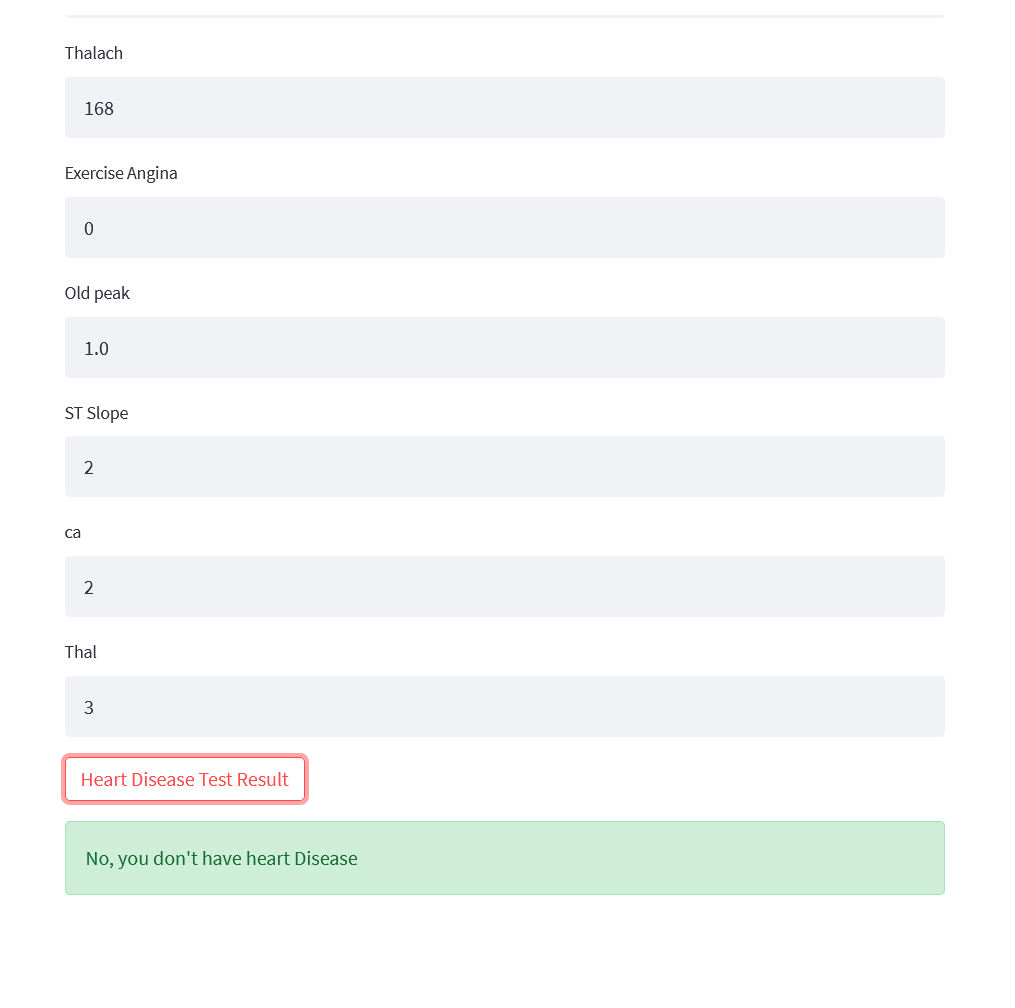 Thalach
168
Exercise Angina
0
Old peak
1.0
ST Slope
2
ca
2
Thal
3
Heart Disease Test Result
No, you don't have heart Disease